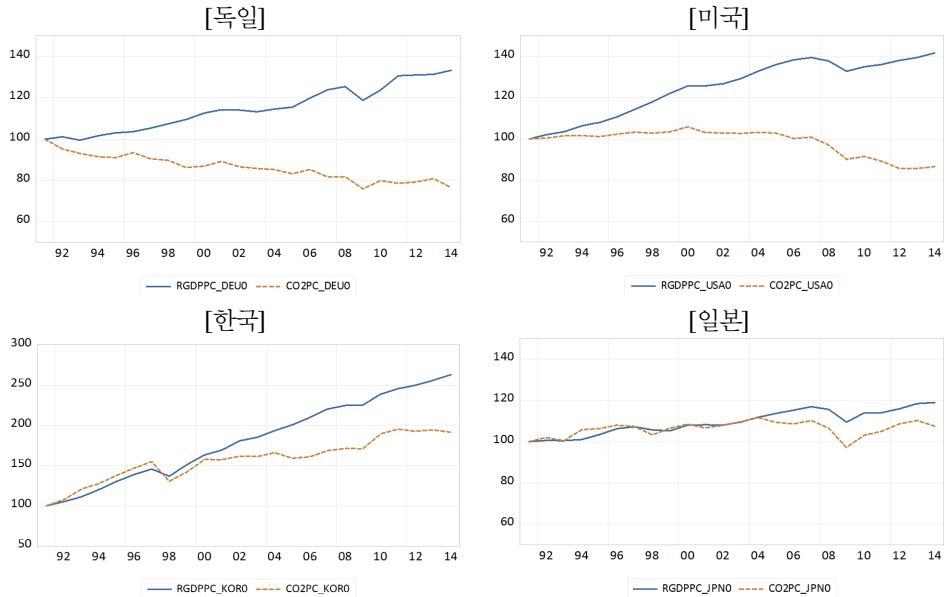 [독일]
140
120
100
80
60
92 94 96 98 00 02 04 06 08 10 12 14
RGDPPC_DEU0 CO2PC_DEU0
[미국]
140
120
100
80
60
92 94 96 98 00 02 04 06 08 10 12 14
RGDPPC_USA0 CO2PC_USA0
[한국]
300
250
200
150
100
50
92 94 96 98 00 02 04 06 08 10 12 14
RGDPPC_KOR0 CO2PC_KOR0
[일본]
140
120
100
80
60
92 94 96 98 00 02 04 06 08 10 12 14
RGDPPC_JPN0 CO2PC_JPN0